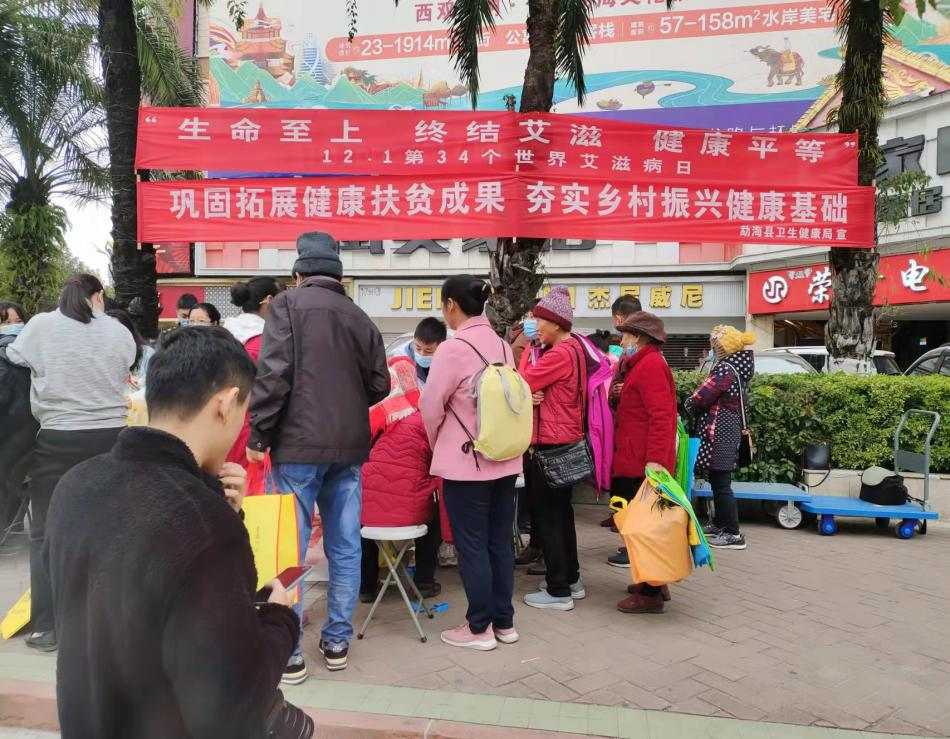 23-1914m²
57-158m²水岸美宅
“生命至上 终结艾滋 健康平等”
12·1第34个世界艾滋病日
巩固拓展健康扶贫成果 夯实乡村振兴健康基础
勐海县卫生健康局 宣
杰尼威尼
荣
电
家